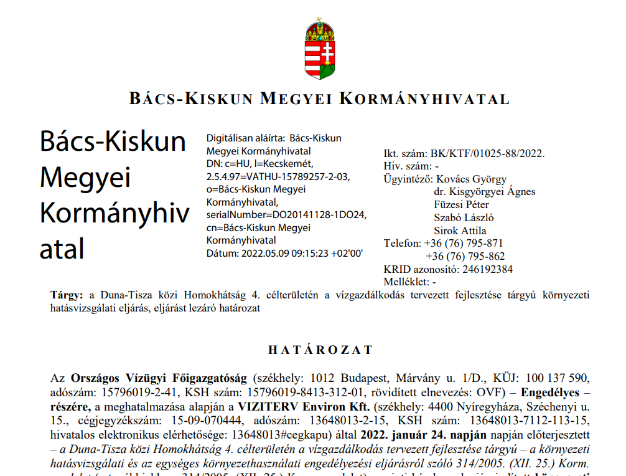 BÁCS-KISKUN MEGYEI KORMÁNYHIVATAL
Bács-Kiskun
Megyei
Kormányhiv
atal
Digitálisan aláírta: Bács-Kiskun
Megyei Kormányhivatal
DN: c=HU, l=Kecskemét,
2.5.4.97=VATHU-15789257-2-03,
o=Bács-Kiskun Megyei
Kormányhivatal,
serialNumber=DO20141128-1DO24,
cn=Bács-Kiskun Megyei
Kormányhivatal
Dátum: 2022.05.09 09:15:23 +02'00'
Ikt. szám: BK/KTF/01025-88/2022.
Hiv. szám: -
Ügyintéző: Kovács György
dr. Kisgyörgyei Ágnes
Füzesi Péter
Szabó László
Sirok Attila
Telefon: +36 (76) 795-871
+36 (76) 795-862
KRID azonosító: 246192384
Melléklet: -
Tárgy: a Duna-Tisza közi Homokhátság 4. célterületén a vízgazdálkodás tervezett fejlesztése tárgyú környezeti
hatásvizsgálati eljárás, eljárást lezáró határozat
HATÁROZAT
Az Országos Vízügyi Főigazgatóság (székhely: 1012 Budapest, Márvány u. 1/D., KÜJ: 100 137 590,
adószám: 15796019-2-41, KSH szám: 15796019-8413-312-01, rövidített elnevezés: OVF) – Engedélyes –
részére, a meghatalmazása alapján a VIZITERV Environ Kft. (székhely: 4400 Nyíregyháza, Széchenyi u.
15., cégjegyzékszám: 15-09-070444, adószám: 13648013-2-15, KSH szám: 13648013-7112-113-15,
hivatalos elektronikus elérhetősége: 13648013#cegkapu) által 2022. január 24. napján napján előterjesztett
– a Duna-Tisza közi Homokhátság 4. célterületén a vízgazdálkodás tervezett fejlesztése tárgyú – a környezeti
hatásvizsgálati és az egységes környezethasználati engedélyezési eljárásról szóló 314/2005. (XII. 25.) Korm.